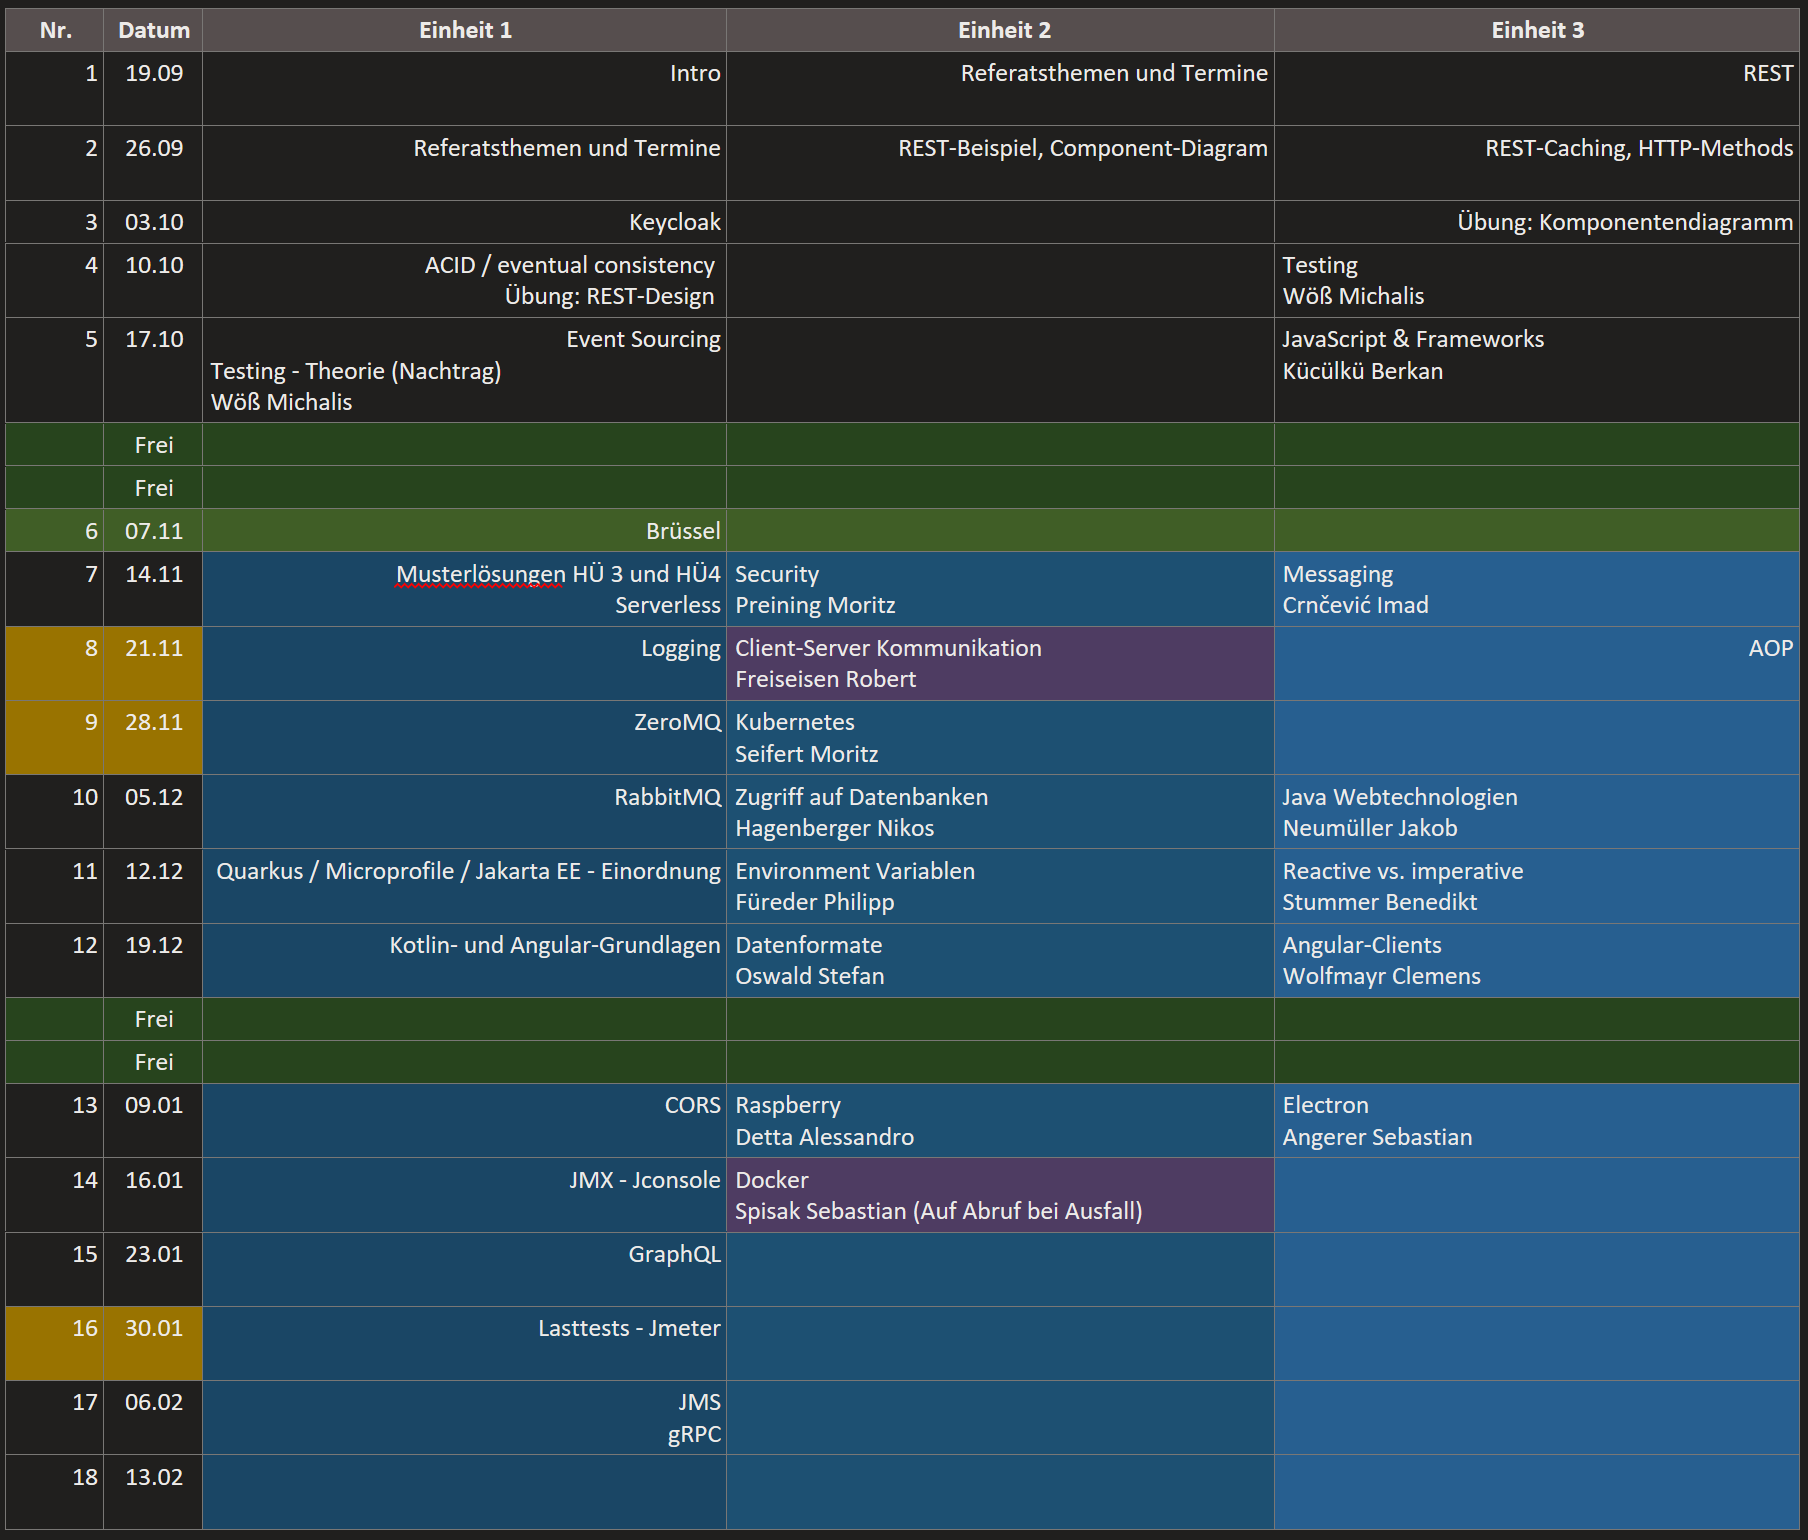 Nr. Datum Einheit 1 Einheit 2 Einheit 3
1 19.09 Intro Referatsthemen und Termine REST
2 26.09 Referatsthemen und Termine REST-Beispiel, Component-Diagram REST-Caching, HTTP-Methods
3 03.10 Keycloak Übung: Komponentendiagramm
4 10.10 ACID / eventual consistency Testing
Übung: REST-Design Wöß Michalis
5 17.10 Event Sourcing JavaScript & Frameworks
Testing - Theorie (Nachtrag) Kücülkü Berkan
Wöß Michalis
Frei
Frei
6 07.11 Brüssel
7 14.11 Musterlösungen HÜ 3 und HÜ4 Security Messaging
Serverless Preining Moritz Crnčević Imad
8 21.11 Logging Client-Server Kommunikation AOP
Freiseisen Robert
9 28.11 ZeroMQ Kubernetes
Seifert Moritz
10 05.12 RabbitMQ Zugriff auf Datenbanken Java Webtechnologien
Hagenberger Nikos Neumüller Jakob
11 12.12 Quarkus / Microprofile / Jakarta EE - Einordnung Environment Variablen Reactive vs. imperative
Füreder Philipp Stummer Benedikt
12 19.12 Kotlin- und Angular-Grundlagen Datenformate Angular-Clients
Oswald Stefan Wolfmayr Clemens
Frei
Frei
13 09.01 CORS Raspberry Electron
Detta Alessandro Angerer Sebastian
14 16.01 JMX - Jconsole Docker
Spisak Sebastian (Auf Abruf bei Ausfall)
15 23.01 GraphQL
16 30.01 Lasttests - Jmeter
17 06.02 JMS
gRPC
18 13.02